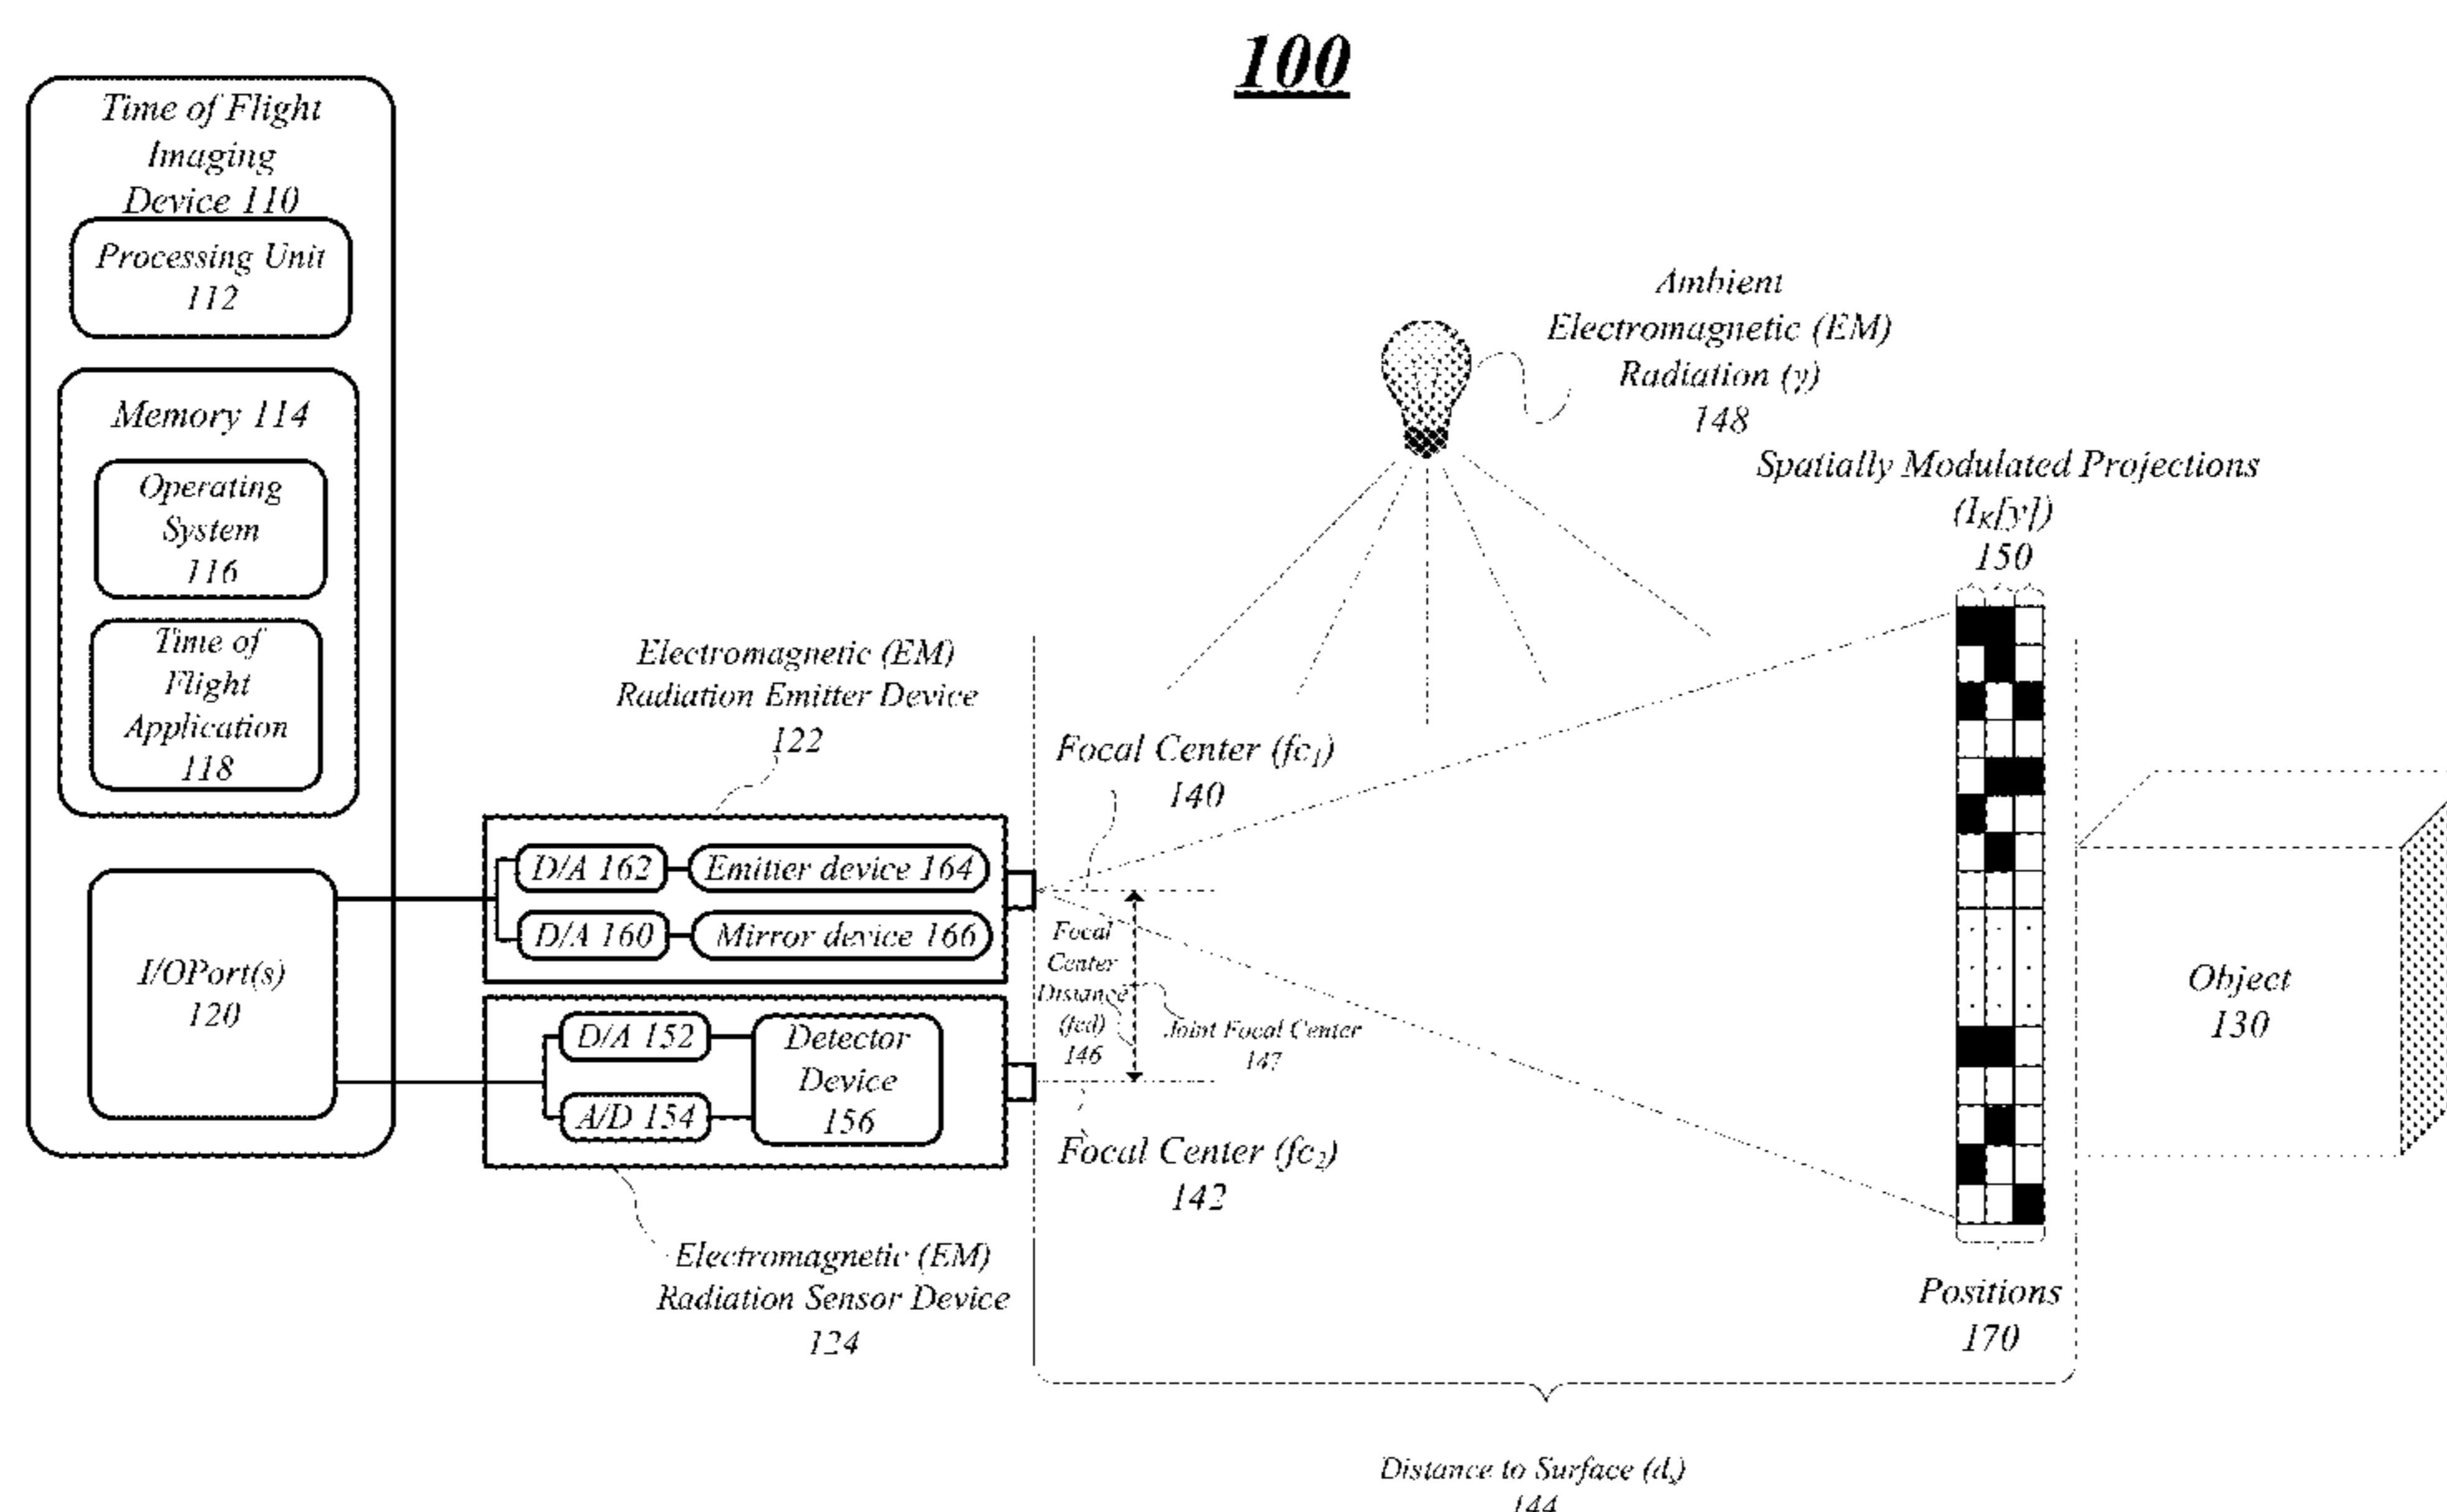 100
Time of Flight
Imaging
Device 110
Processing Unit
112
Memory 114
Operating
System
116
Time of
Flight
Application
118
I/OPort(s)
120
Electromagnetic (EM)
Radiation Emitter Device
122
D/A 162
Emitter device 164
D/A 160
Mirror device 166
D/A 152
A/D 154
Detector
Device
156
Electromagnetic (EM)
Radiation Sensor Device
124
Ambient
Electromagnetic (EM)
Radiation (γ)
148
Focal Center (fc₁)
140
Focal
Center
Distance
(fcd)
146
Joint Focal Center
147
Focal Center (fc₂)
142
Spatially Modulated Projections
(I_K[y])
150
Positions
170
Object
130
Distance to Surface (dₛ)
144